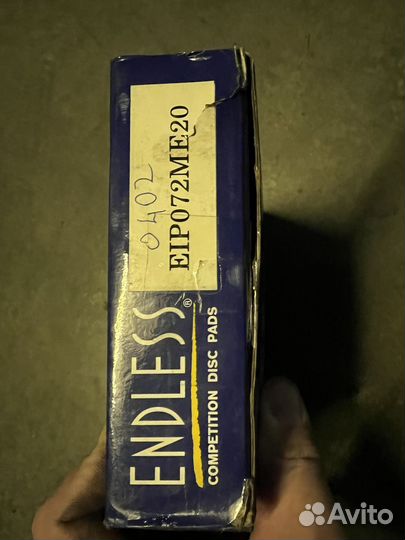 0402
EIP072ME20
ENDLESS®
COMPETITION DISC PADS
Avito